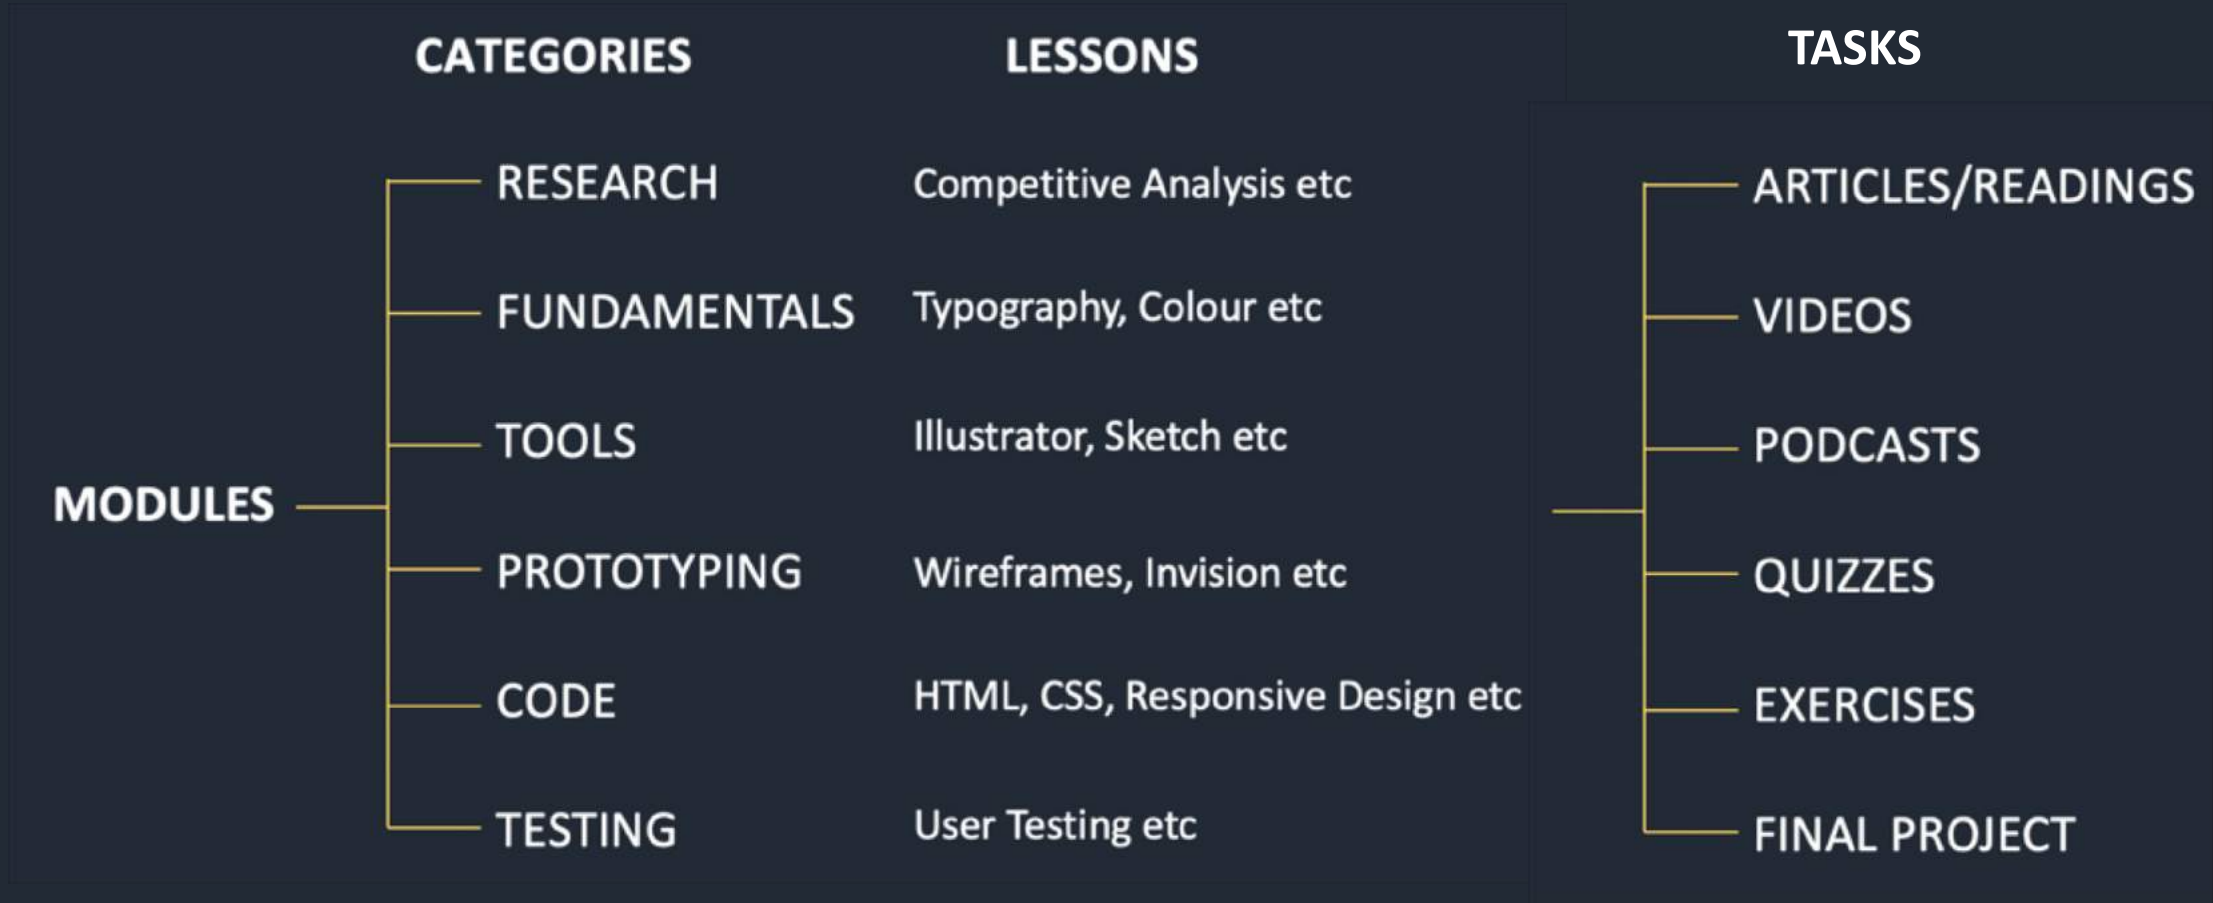 CATEGORIES LESSONS TASKS
RESEARCH Competitive Analysis etc ARTICLES/READINGS
FUNDAMENTALS Typography, Colour etc VIDEOS
TOOLS Illustrator, Sketch etc PODCASTS
MODULES
PROTOTYPING Wireframes, Invision etc QUIZZES
CODE HTML, CSS, Responsive Design etc EXERCISES
TESTING User Testing etc FINAL PROJECT